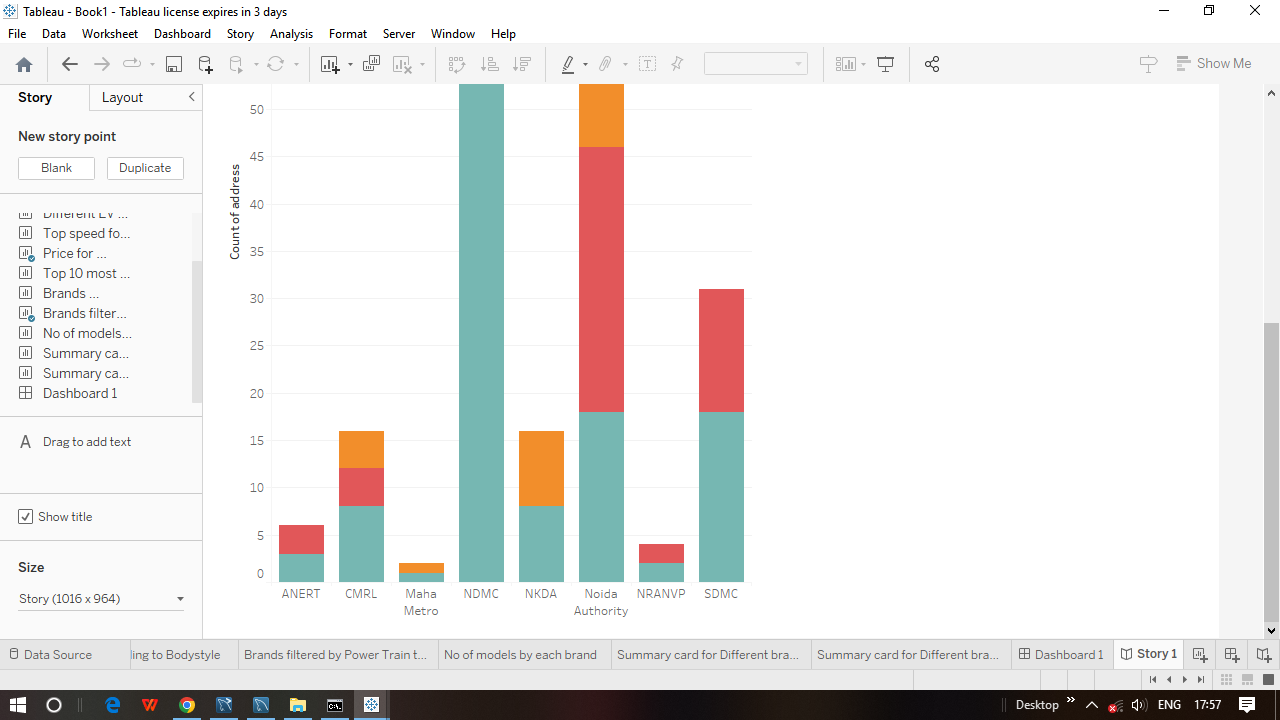 Tableau - Book1 - Tableau license expires in 3 days
File Data Worksheet Dashboard Story Analysis Format Server Window Help
Show Me
Story Layout
New story point
Blank Duplicate
Different EV ...
Top speed fo...
Price for ...
Top 10 most ...
Brands ...
Brands filter...
No of models...
Summary ca...
Summary ca...
Dashboard 1
A Drag to add text
Show title
Size
Story (1016 x 964)
Count of address
50
45
40
35
30
25
20
15
10
5
0
ANERT CMRL Maha Metro NDMC NKDA Noida Authority NRANVP SDMC
Data Source ling to Bodystyle Brands filtered by Power Train t... No of models by each brand Summary card for Different bra... Summary card for Different bra... Dashboard 1 Story 1
Desktop ENG 17:57